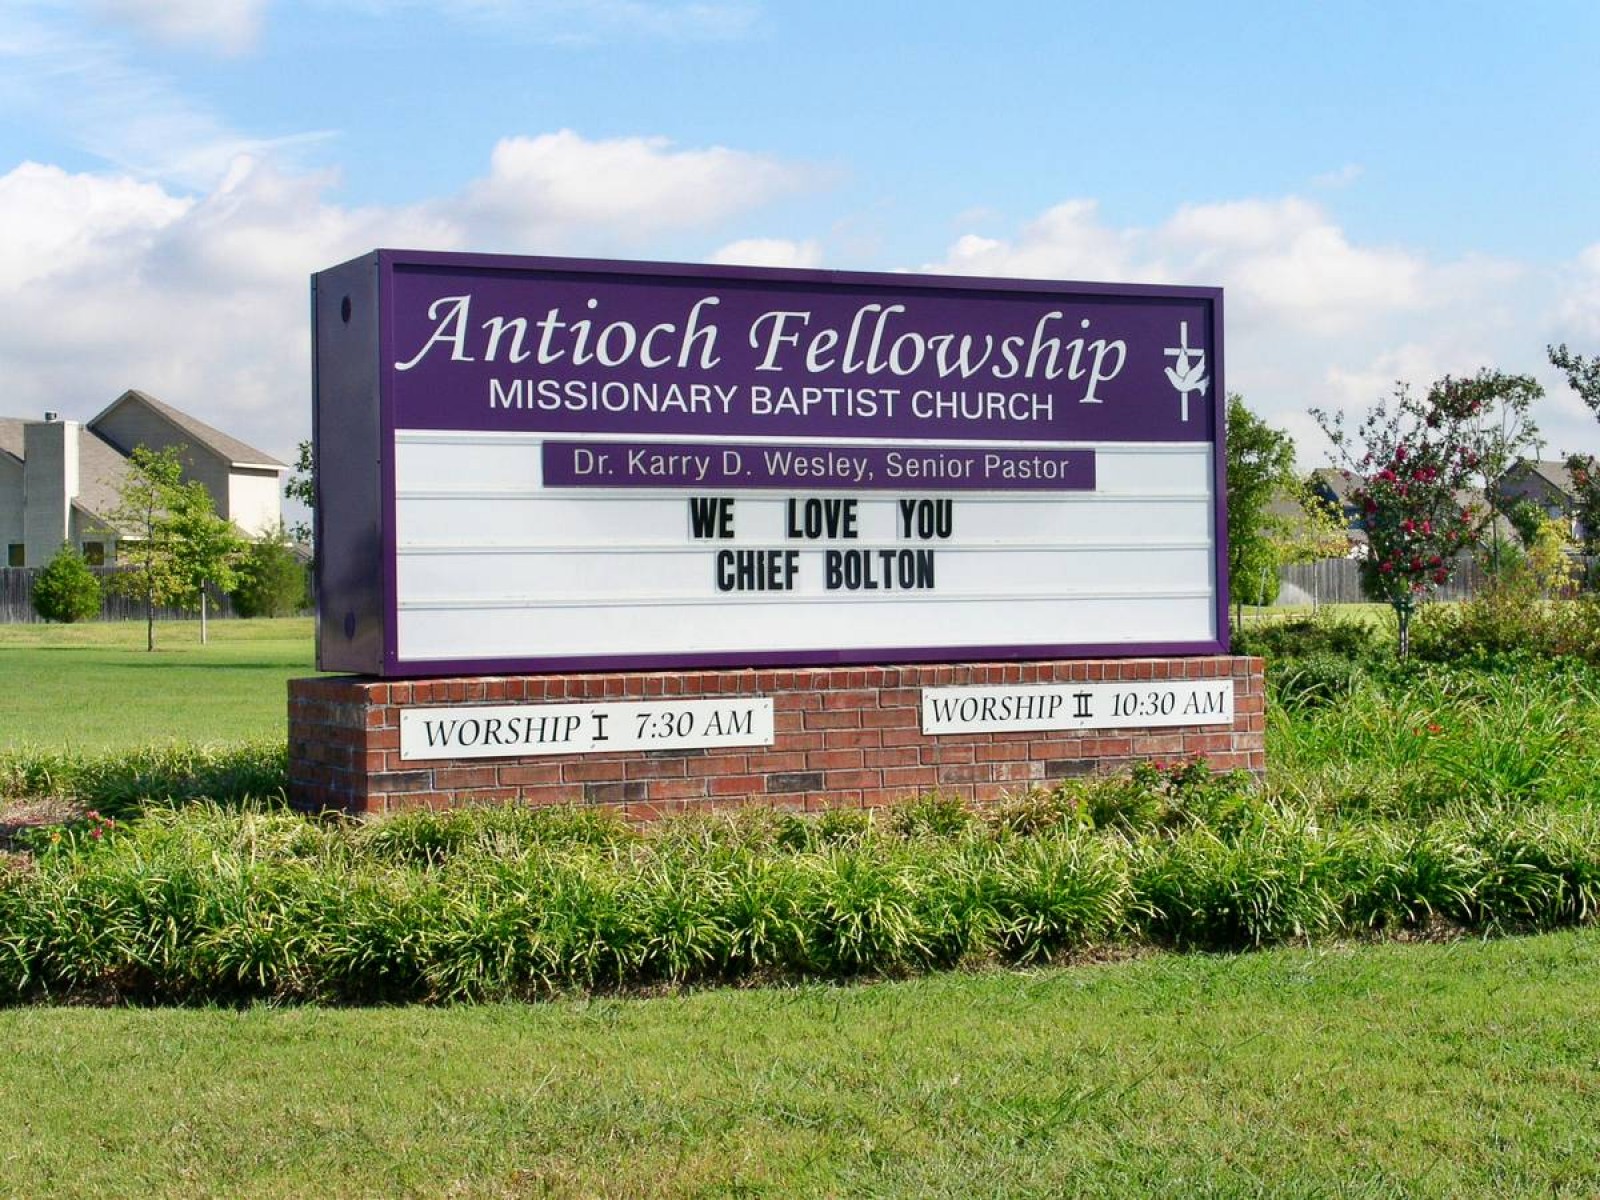 Antioch Fellowship
MISSIONARY BAPTIST CHURCH
Dr. Karry D. Wesley, Senior Pastor
WE LOVE YOU
CHIEF BOLTON
WORSHIP I 7:30 AM
WORSHIP II 10:30 AM